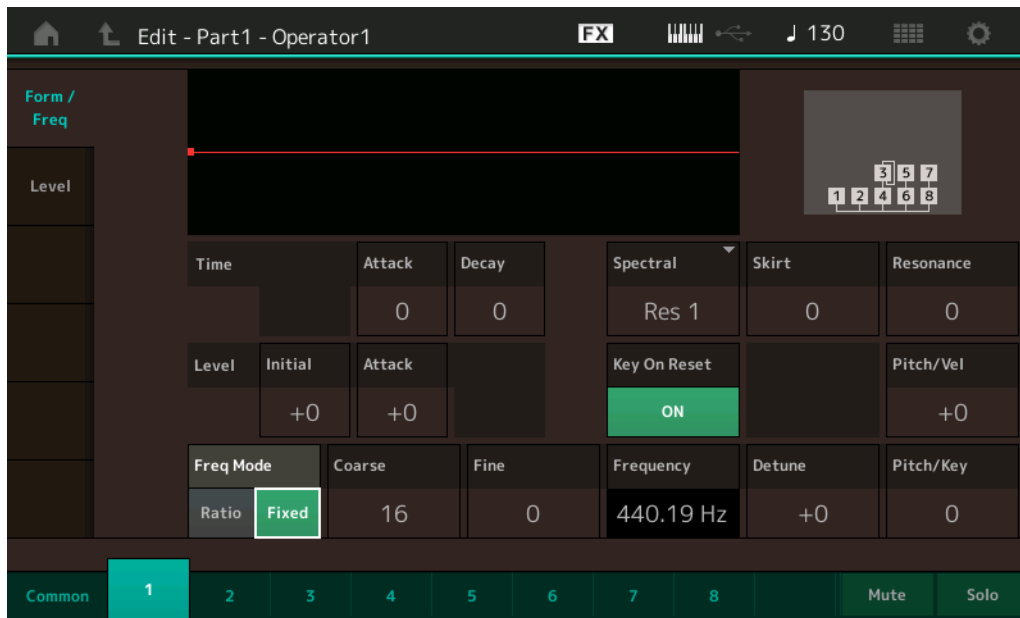 Edit - Part1 - Operator1
FX
♩ 130
Form /
Freq
Level
3 5 7
1 2 4 6 8
Time
Attack
Decay
Spectral
Skirt
Resonance
0
0
Res 1
0
0
Level
Initial
Attack
Key On Reset
Pitch/Vel
+0
+0
ON
+0
Freq Mode
Coarse
Fine
Frequency
Detune
Pitch/Key
Ratio
Fixed
16
0
440.19 Hz
+0
0
Common
1
2
3
4
5
6
7
8
Mute
Solo